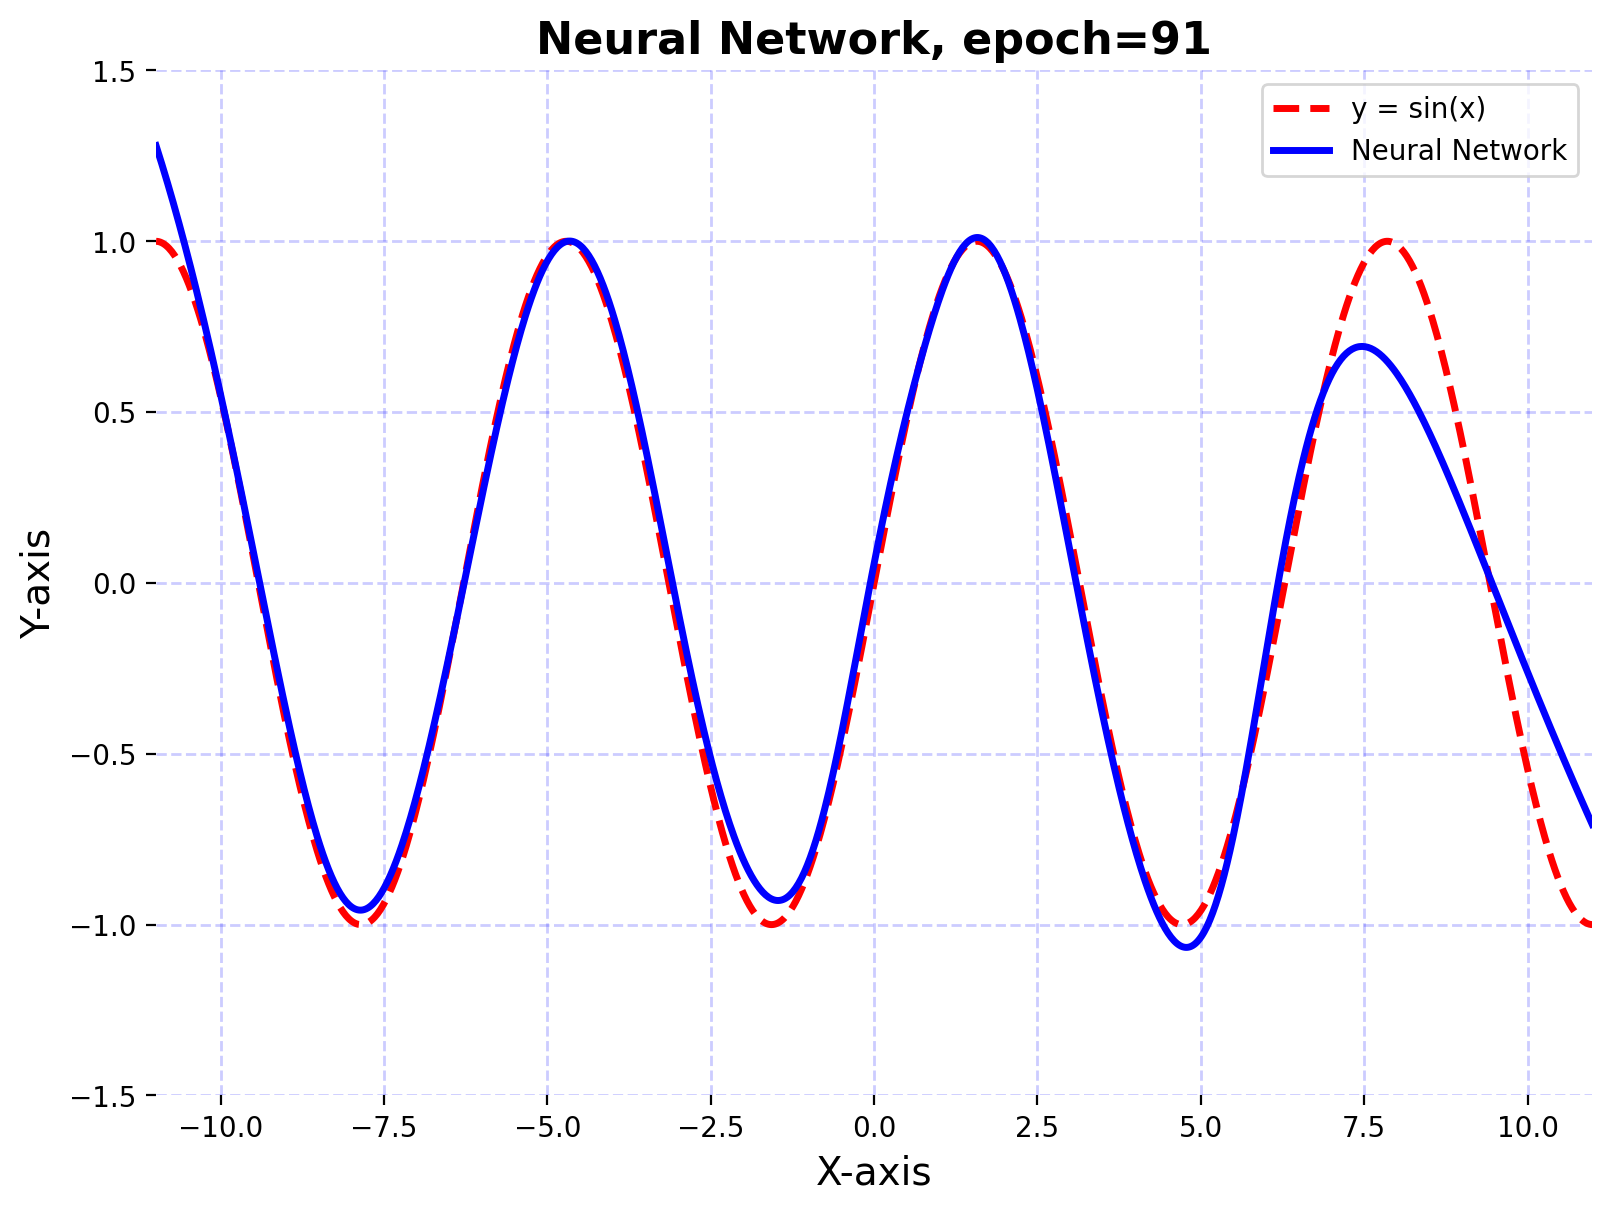 Neural Network, epoch=91
y = sin(x)
Neural Network
Y-axis
1.5
1.0
0.5
0.0
−0.5
−1.0
−1.5
−10.0 −7.5 −5.0 −2.5 0.0 2.5 5.0 7.5 10.0
X-axis